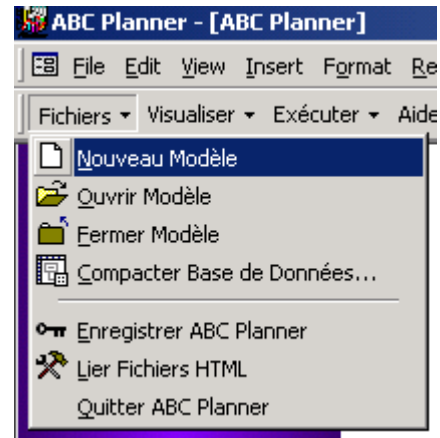 ABC Planner - [ABC Planner]
File Edit View Insert Format Re
Fichiers Visualiser Exécuter Aide
Nouveau Modèle
Ouvrir Modèle
Fermer Modèle
Compacter Base de Données...
Enregistrer ABC Planner
Lier Fichiers HTML
Quitter ABC Planner